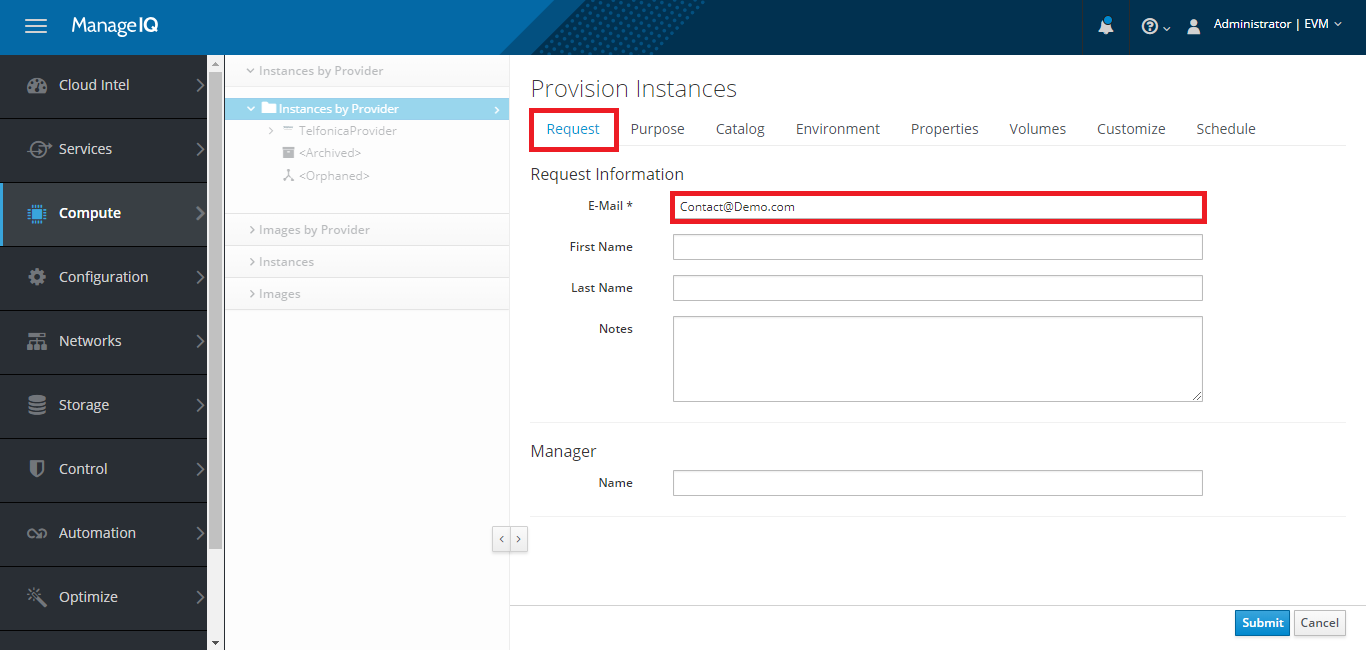 ManageIQ
Administrator | EVM
Cloud Intel
Services
Compute
Configuration
Networks
Storage
Control
Automation
Optimize
Instances by Provider
Instances by Provider
TelfonicaProvider
<Archived>
<Orphaned>
Images by Provider
Instances
Images
Provision Instances
Request Purpose Catalog Environment Properties Volumes Customize Schedule
Request Information
E-Mail * Contact@Demo.com
First Name
Last Name
Notes
Manager
Name
Submit Cancel